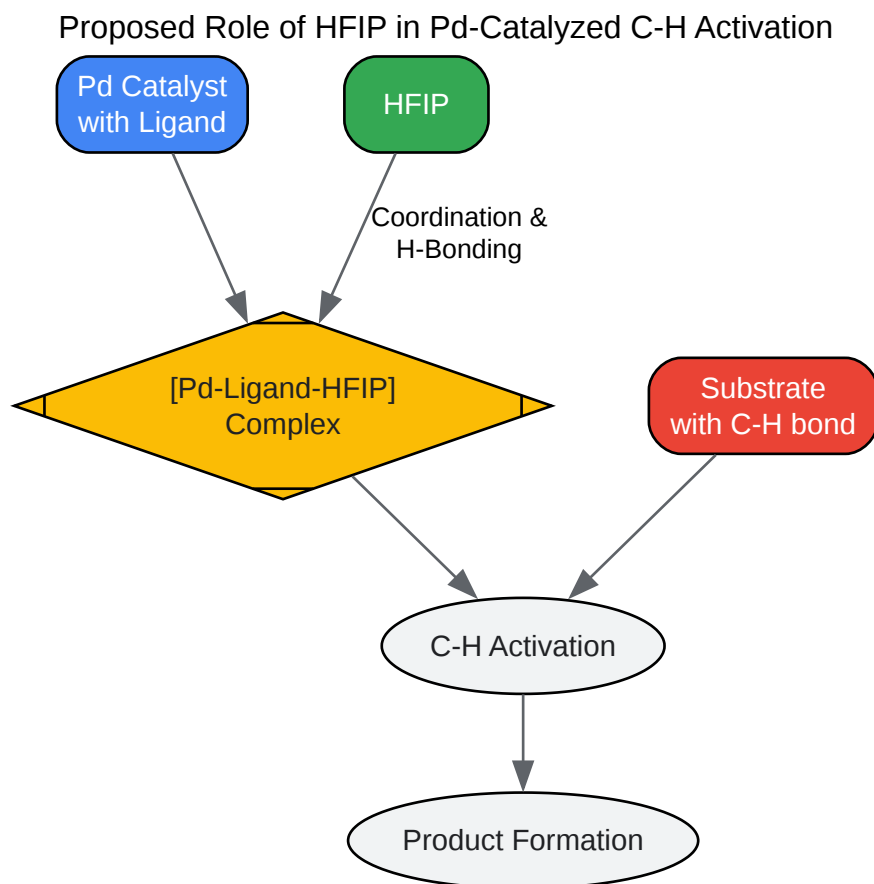 Proposed Role of HFIP in Pd-Catalyzed C-H Activation
Pd Catalyst
with Ligand
HFIP
Coordination &
H-Bonding
[Pd-Ligand-HFIP]
Complex
Substrate
with C-H bond
C-H Activation
Product Formation